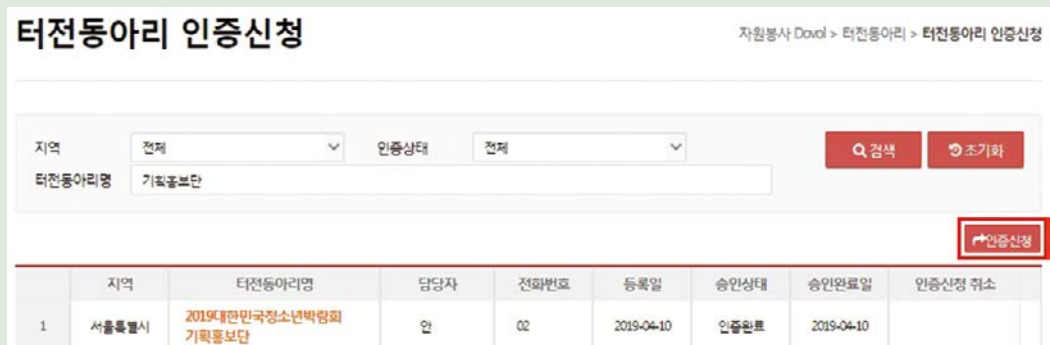 터전동아리 인증신청
자원봉사 Dovol > 터전동아리 > 터전동아리 인증신청
지역 전체 인증상태 전체 검색 초기화
터전동아리명 기획홍보단
인증신청
지역 터전동아리명 담당자 전화번호 등록일 승인상태 승인완료일 인증신청 취소
1 서울특별시 2019대한민국청소년박람회 안 02 2019-04-10 인증완료 2019-04-10
기획홍보단